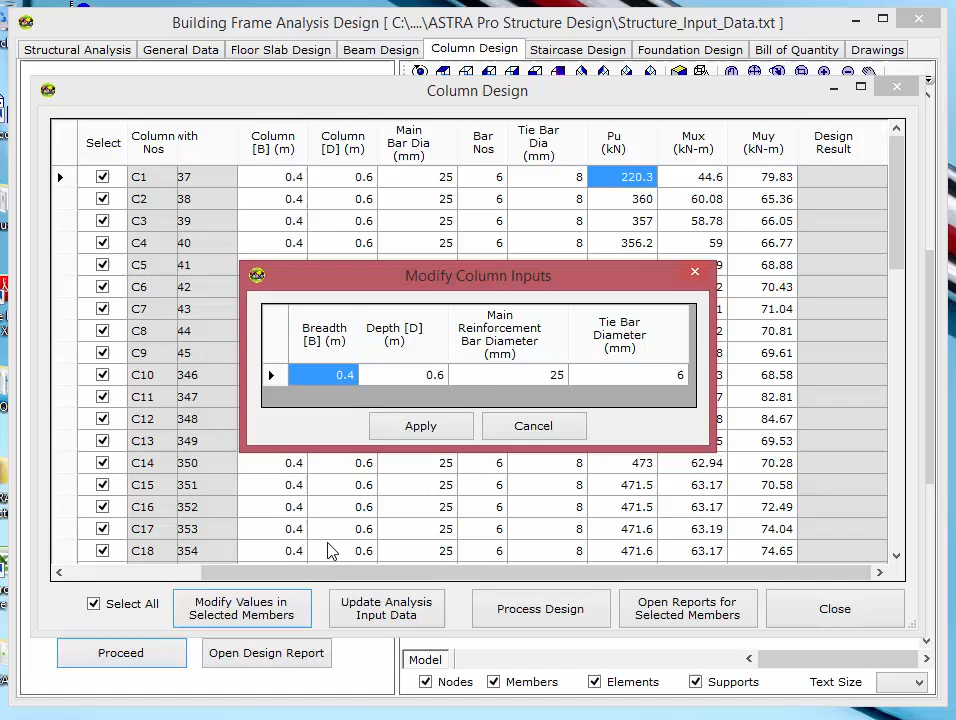 Building Frame Analysis Design [ C:\....\ASTRA Pro Structure Design\Structure_Input_Data.txt ]
Structural Analysis General Data Floor Slab Design Beam Design Column Design Staircase Design Foundation Design Bill of Quantity Drawings
Column Design
Select Column Nos with Column [B] (m) Column [D] (m) Main Bar Dia (mm) Bar Nos Tie Bar Dia (mm) Pu (kN) Mux (kN-m) Muy (kN-m) Design Result
C1 37 0.4 0.6 25 6 8 220.3 44.6 79.83
C2 38 0.4 0.6 25 6 8 360 60.08 65.36
C3 39 0.4 0.6 25 6 8 357 58.78 66.05
C4 40 0.4 0.6 25 6 8 356.2 59 66.77
C5 41 9 68.88
C6 42 2 70.43
C7 43 1 71.04
C8 44 1 70.81
C9 45 1 69.61
C10 346 3 68.58
C11 347 2 82.81
C12 348 8 84.67
C13 349 5 69.53
C14 350 0.4 0.6 25 6 8 473 62.94 70.28
C15 351 0.4 0.6 25 6 8 471.5 63.17 70.58
C16 352 0.4 0.6 25 6 8 471.5 63.17 72.49
C17 353 0.4 0.6 25 6 8 471.6 63.19 74.04
C18 354 0.4 0.6 25 6 8 471.6 63.17 74.65
Modify Column Inputs
Breadth [B] (m) Depth [D] (m) Main Reinforcement Bar Diameter (mm) Tie Bar Diameter (mm)
0.4 0.6 25 6
Apply Cancel
Select All
Modify Values in Selected Members
Update Analysis Input Data
Process Design
Open Reports for Selected Members
Close
Proceed Open Design Report
Model
Nodes Members Elements Supports Text Size